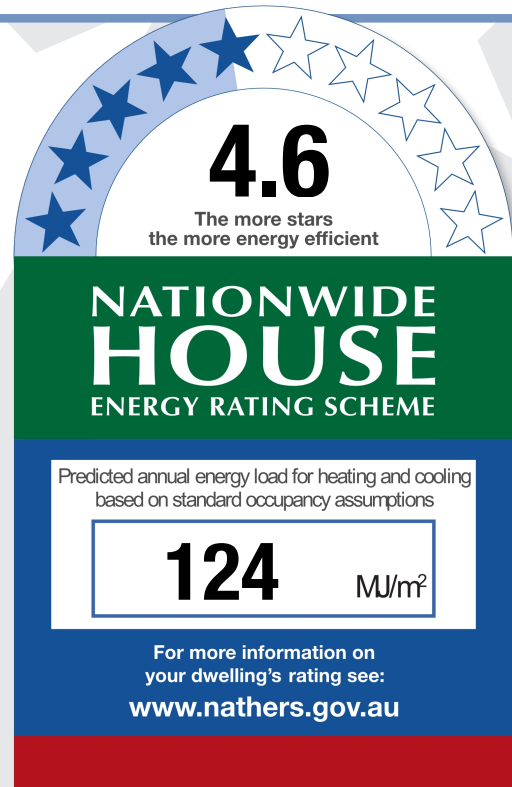 4.6
The more stars
the more energy efficient
NATIONWIDE
HOUSE
ENERGY RATING SCHEME
Predicted annual energy load for heating and cooling
based on standard occupancy assumptions
124 MJ/m²
For more information on
your dwelling's rating see:
www.nathers.gov.au